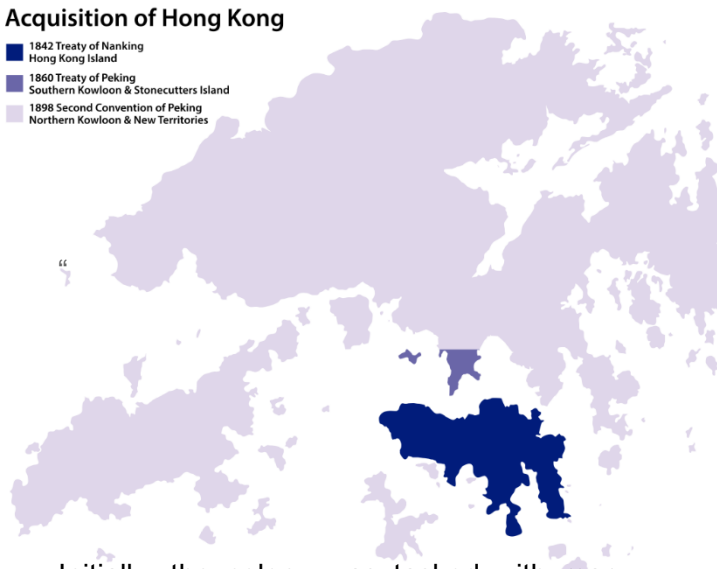 Acquisition of Hong Kong
1842 Treaty of Nanking
Hong Kong Island
1860 Treaty of Peking
Southern Kowloon & Stonecutters Island
1898 Second Convention of Peking
Northern Kowloon & New Territories
“